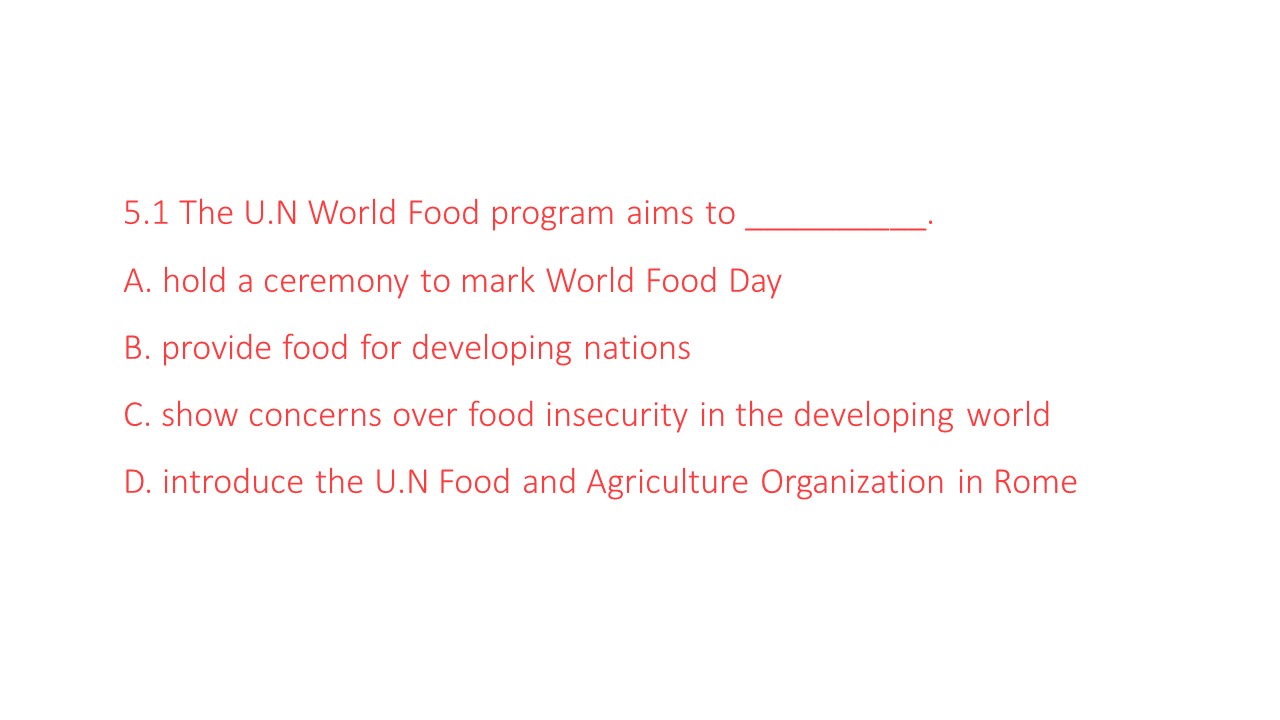 5.1 The U.N World Food program aims to __________.
A. hold a ceremony to mark World Food Day
B. provide food for developing nations
C. show concerns over food insecurity in the developing world
D. introduce the U.N Food and Agriculture Organization in Rome